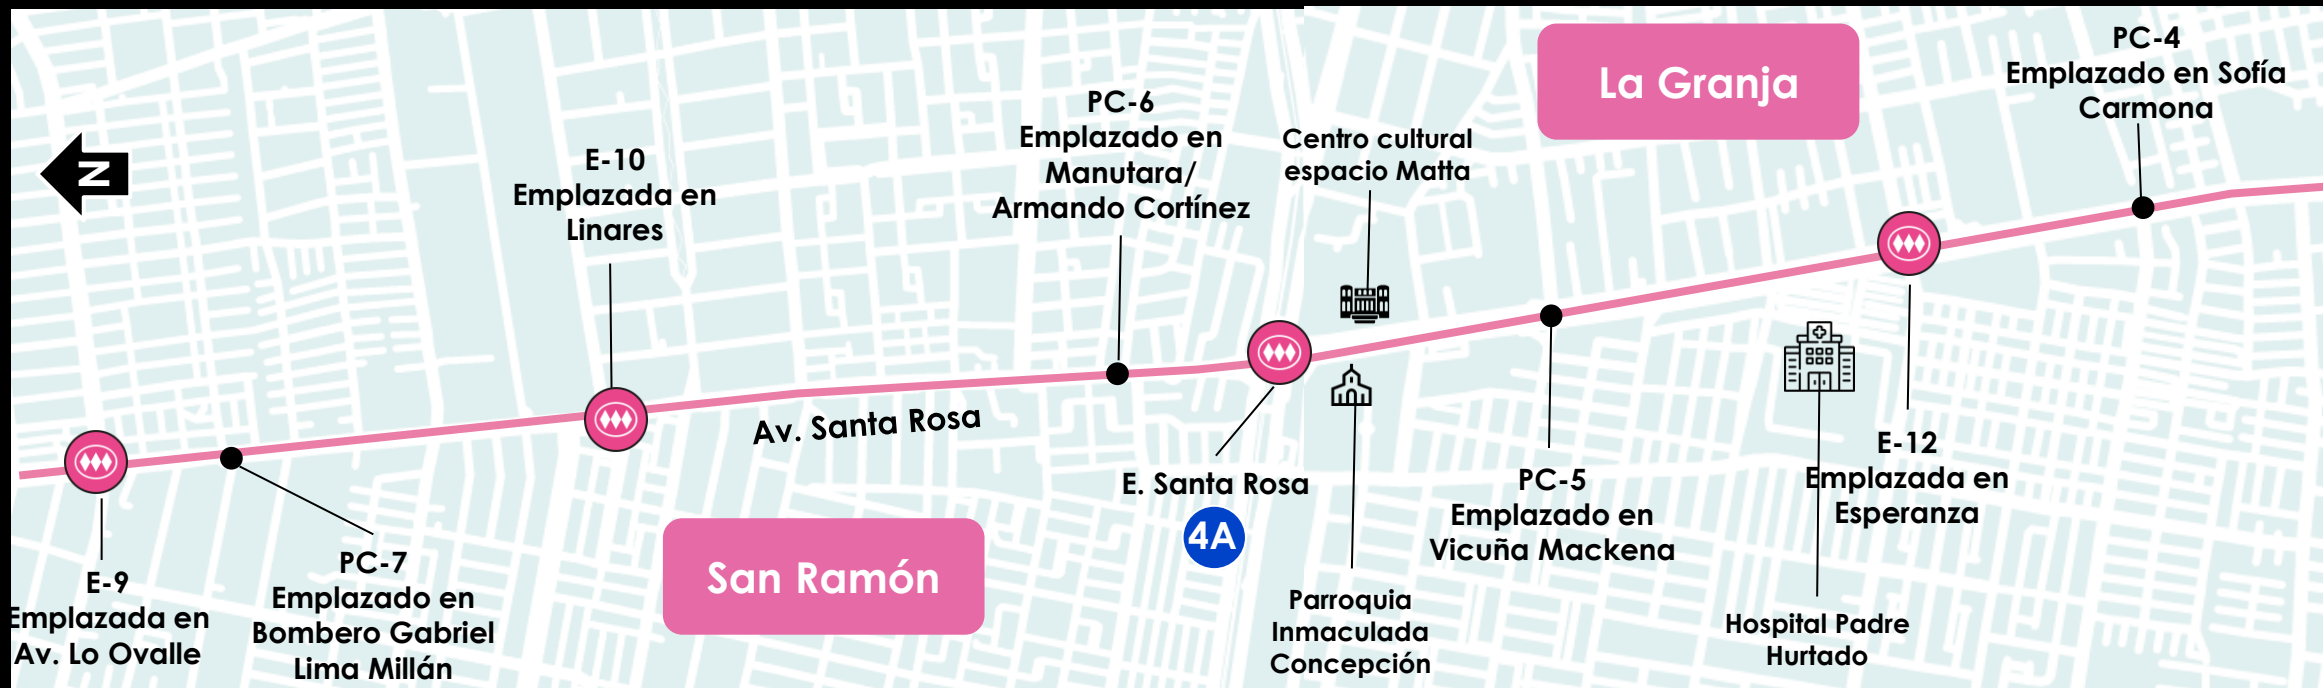 La Granja
PC-4
Emplazado en Sofía
Carmona
PC-6
Emplazado en
Manutara/
Armando Cortínez
Centro cultural
espacio Matta
E-10
Emplazada en
Linares
N
Av. Santa Rosa
E. Santa Rosa
4A
San Ramón
E-9
Emplazada en
Av. Lo Ovalle
PC-7
Emplazado en
Bombero Gabriel
Lima Millán
Parroquia
Inmaculada
Concepción
PC-5
Emplazado en
Vicuña Mackena
E-12
Emplazada en
Esperanza
Hospital Padre
Hurtado